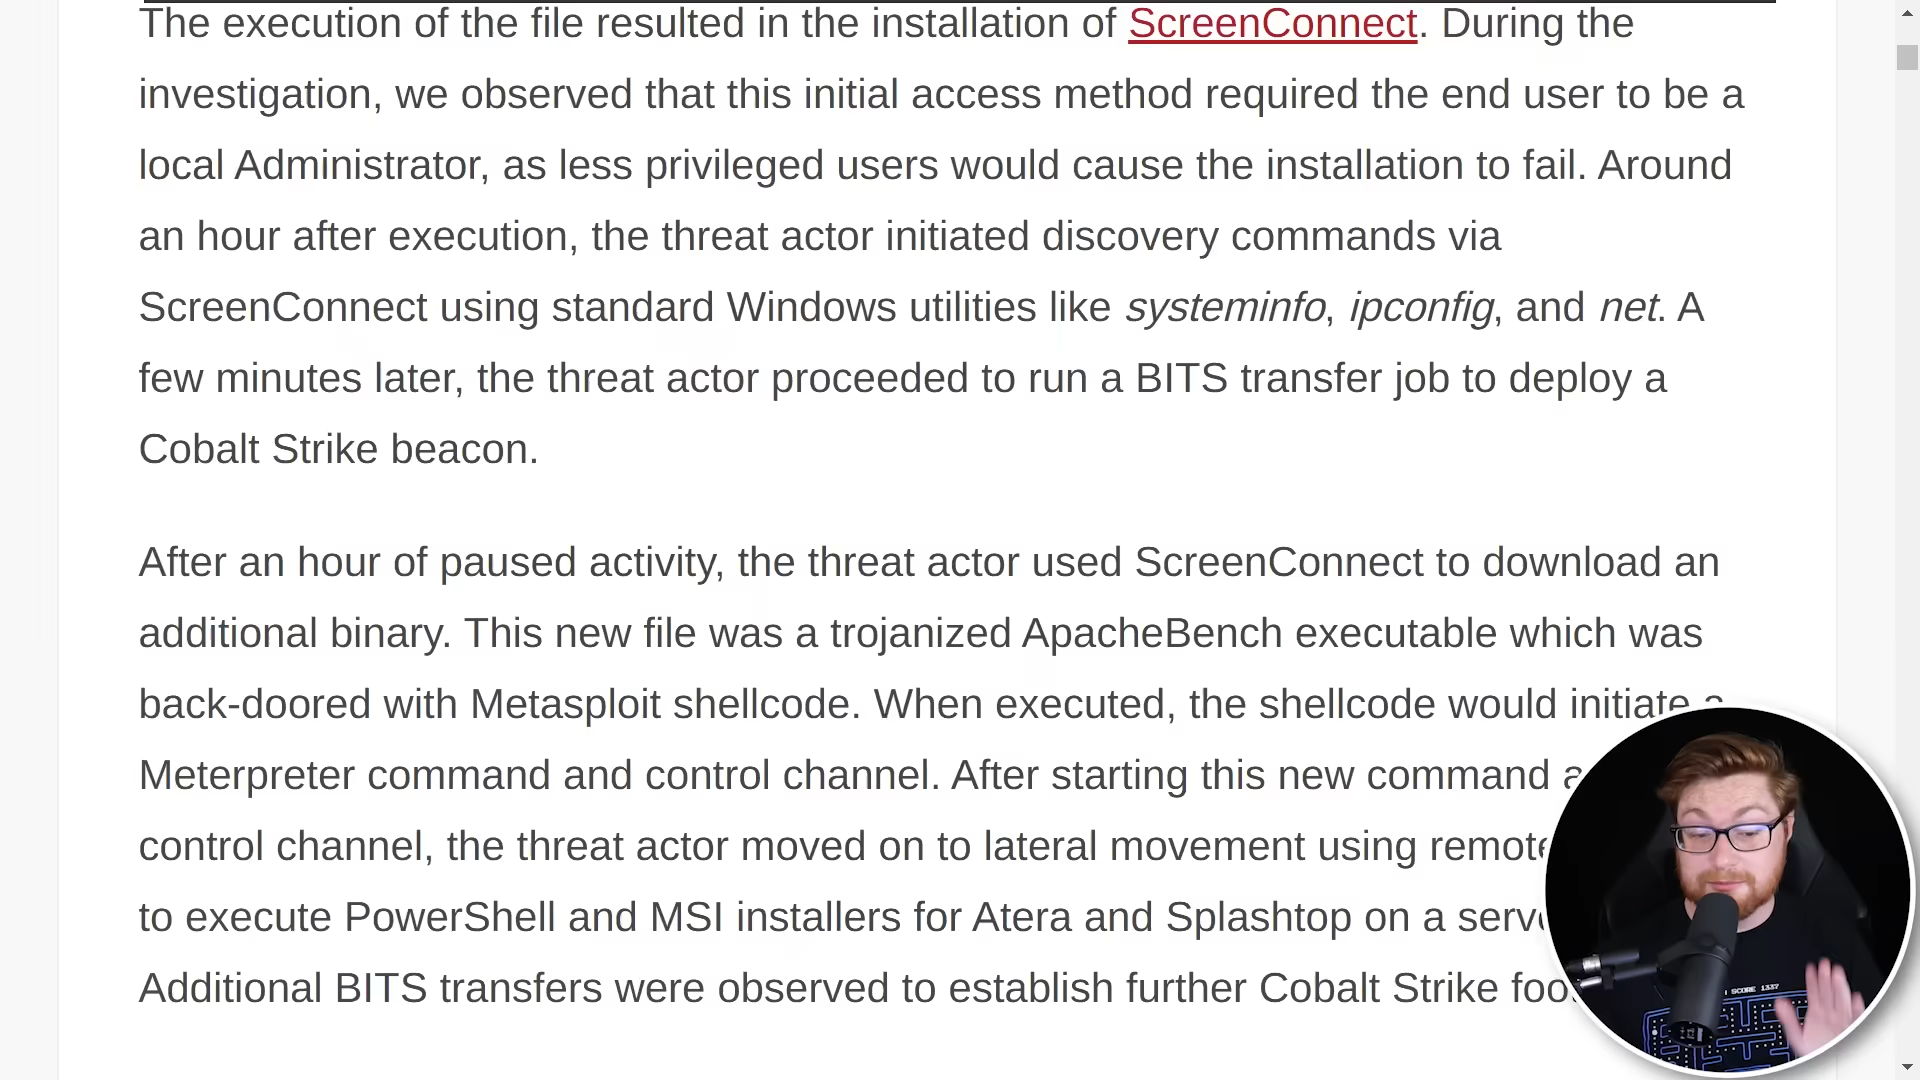 The execution of the file resulted in the installation of ScreenConnect. During the
investigation, we observed that this initial access method required the end user to be a
local Administrator, as less privileged users would cause the installation to fail. Around
an hour after execution, the threat actor initiated discovery commands via
ScreenConnect using standard Windows utilities like systeminfo, ipconfig, and net. A
few minutes later, the threat actor proceeded to run a BITS transfer job to deploy a
Cobalt Strike beacon.
After an hour of paused activity, the threat actor used ScreenConnect to download an
additional binary. This new file was a trojanized ApacheBench executable which was
back-doored with Metasploit shellcode. When executed, the shellcode would initiate a
Meterpreter command and control channel. After starting this new command
control channel, the threat actor moved on to lateral movement using remote
to execute PowerShell and MSI installers for Atera and Splashtop on a
Additional BITS transfers were observed to establish further Cobalt Strike
SCORE 1337